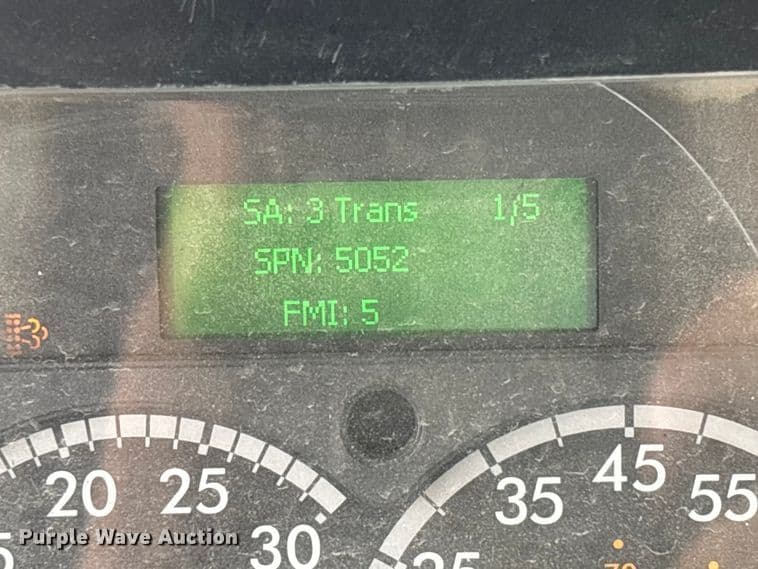 SA: 3 Trans 1/5
SPN: 5052
FMI: 5
20 25 30
35 45 55
Purple Wave Auction